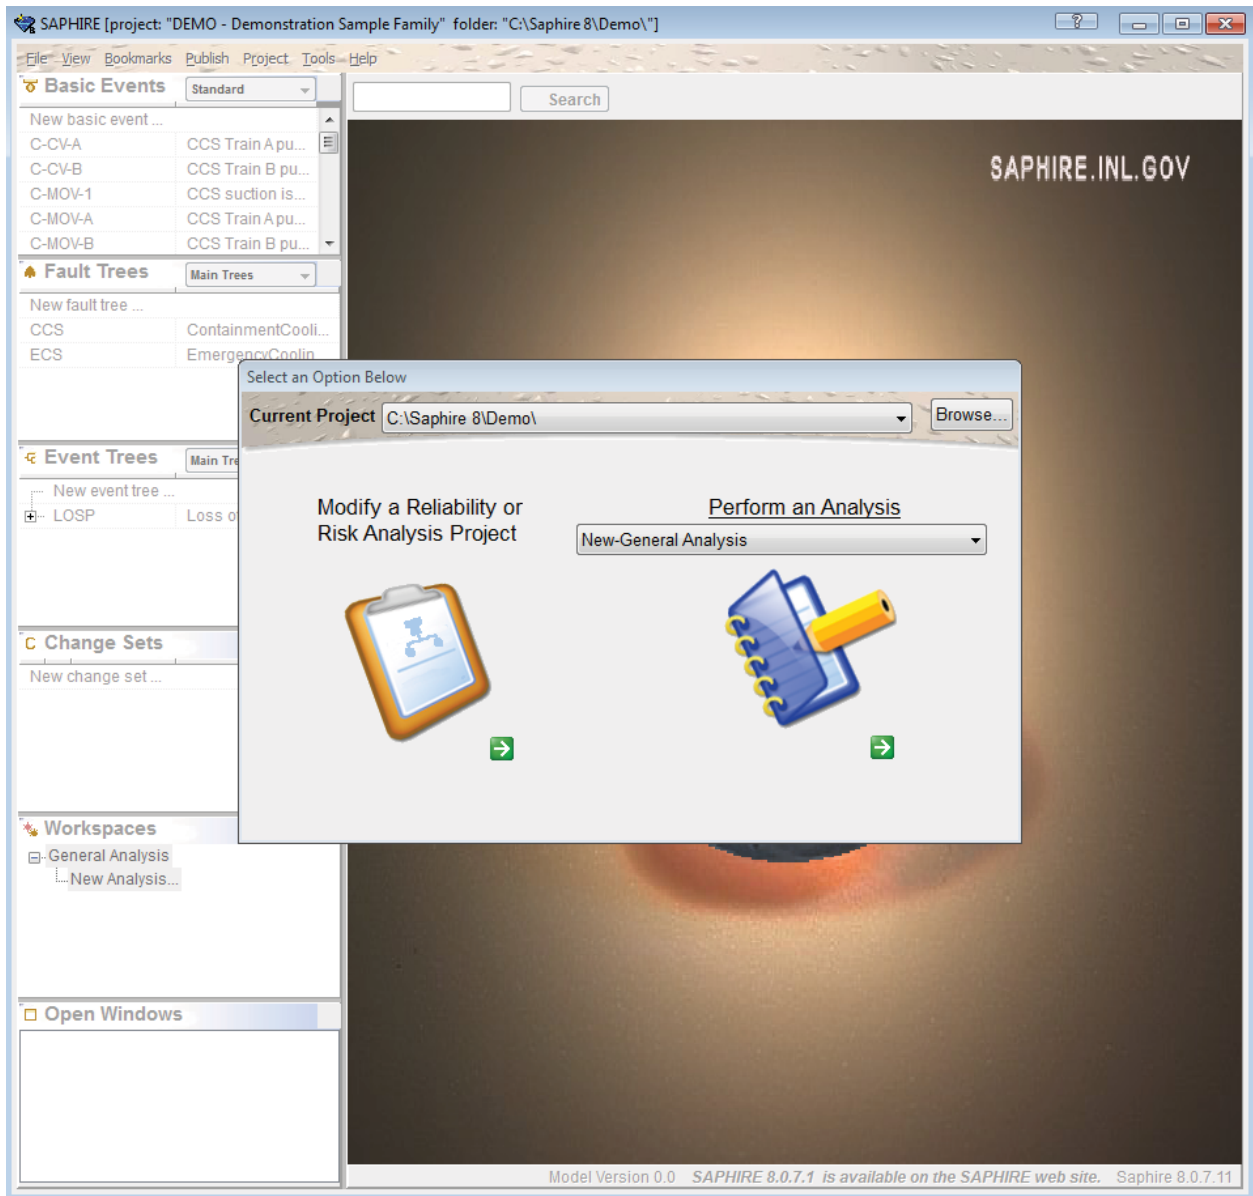 SAPHIRE [project: "DEMO - Demonstration Sample Family" folder: "C:\Saphire 8\Demo\"]
File View Bookmarks Publish Project Tools Help
Basic Events Standard
Search
New basic event ...
C-CV-A CCS Train A pu...
C-CV-B CCS Train B pu...
C-MOV-1 CCS suction is...
C-MOV-A CCS Train A pu...
C-MOV-B CCS Train B pu...
SAPHIRE.INL.GOV
Fault Trees Main Trees
New fault tree ...
CCS ContainmentCooli...
ECS EmergencyCoolin
Select an Option Below
Current Project C:\Saphire 8\Demo\ Browse...
Event Trees Main Tre
New event tree ...
LOSP Loss o
Modify a Reliability or
Risk Analysis Project
Perform an Analysis
New-General Analysis
Change Sets
New change set ...
Workspaces
General Analysis
New Analysis...
Open Windows
Model Version 0.0 SAPHIRE 8.0.7.1 is available on the SAPHIRE web site. Saphire 8.0.7.11